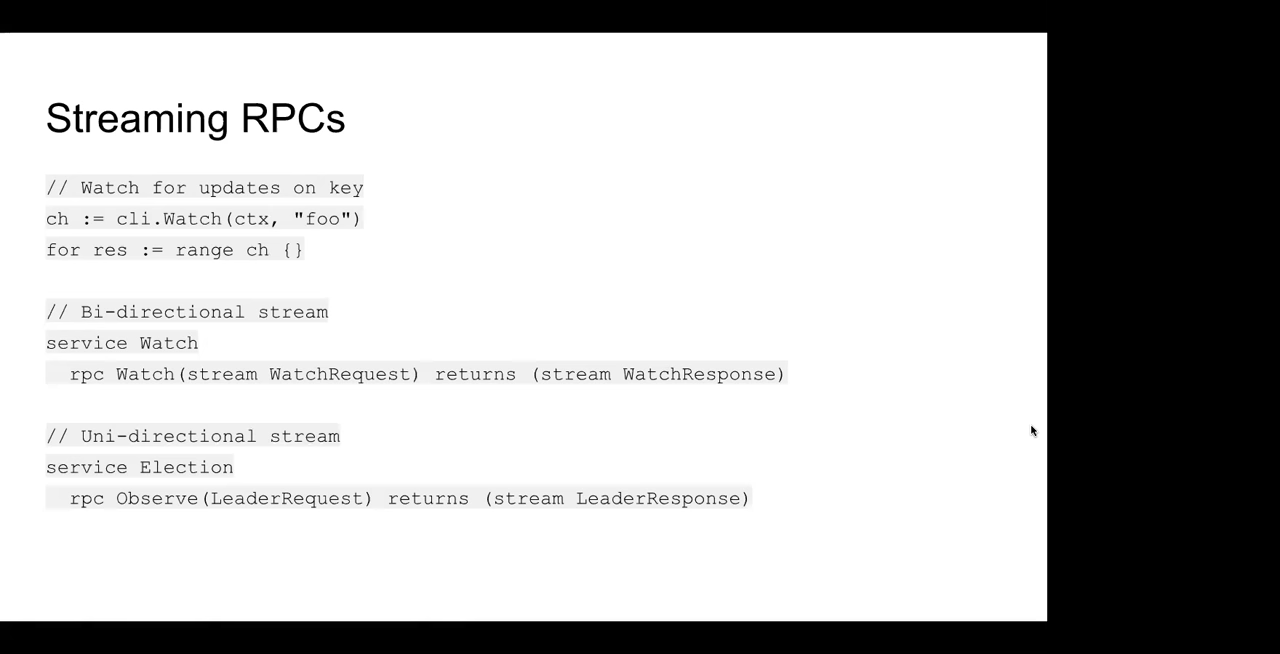 Streaming RPCs
// Watch for updates on key
ch := cli.Watch(ctx, "foo")
for res := range ch {}
// Bi-directional stream
service Watch
  rpc Watch(stream WatchRequest) returns (stream WatchResponse)
// Uni-directional stream
service Election
  rpc Observe(LeaderRequest) returns (stream LeaderResponse)